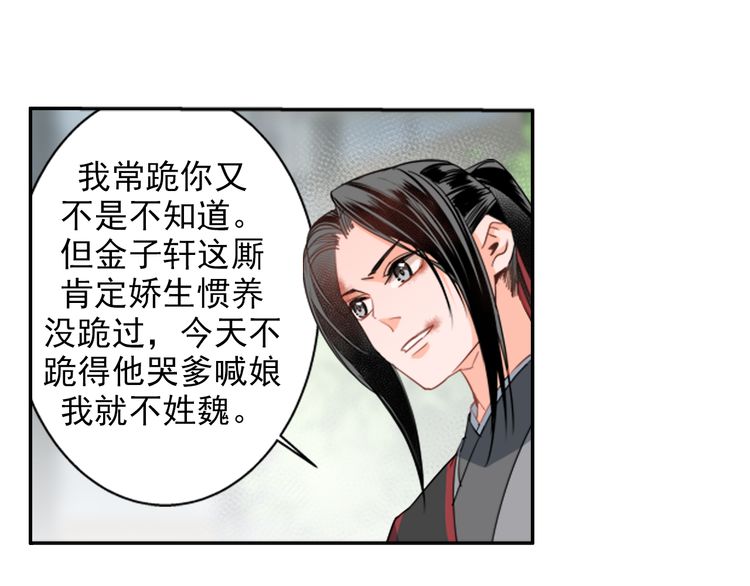 我常跪你又
不是不知道。
但金子轩这厮
肯定娇生惯养
没跪过，今天不
跪得他哭爹喊娘
我就不姓魏。